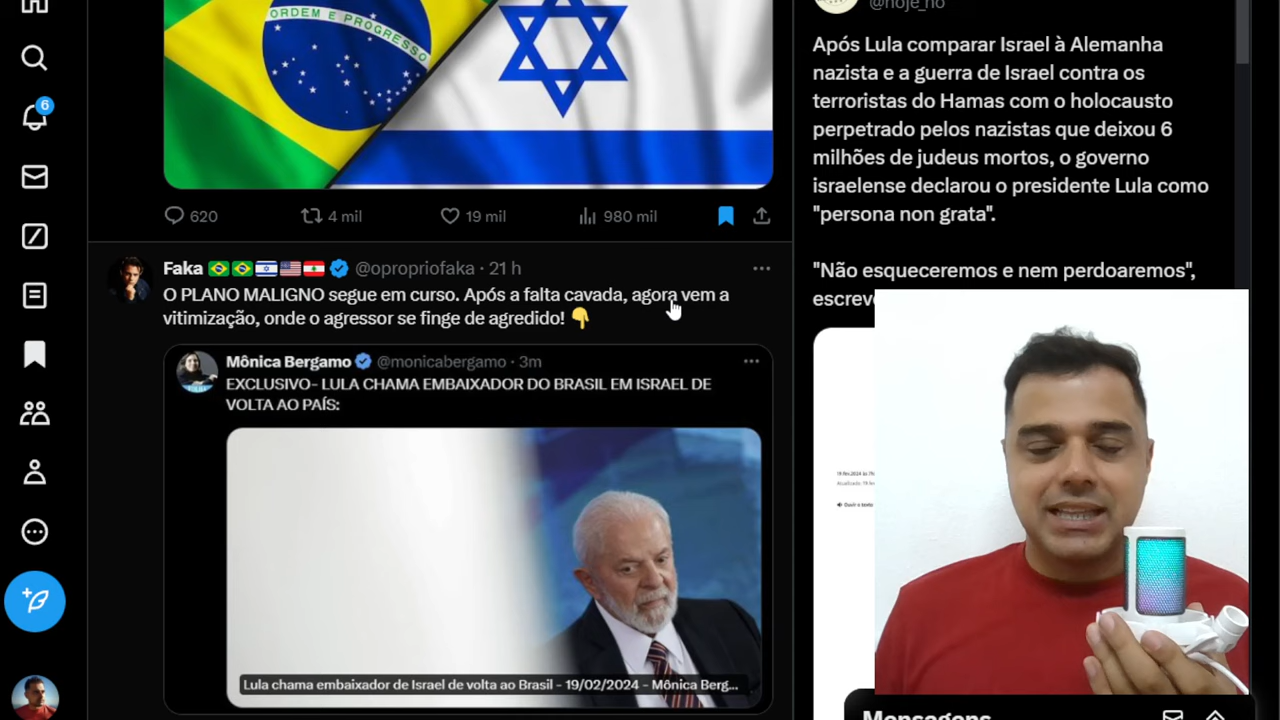 ORDEM E PROGRESSO
620
4 mil
19 mil
980 mil
6
Faka @opropriofaka · 21 h
O PLANO MALIGNO segue em curso. Após a falta cavada, agora vem a
vitimização, onde o agressor se finge de agredido!
Mônica Bergamo @monicabergamo · 3m
EXCLUSIVO- LULA CHAMA EMBAIXADOR DO BRASIL EM ISRAEL DE
VOLTA AO PAÍS:
Lula chama embaixador de Israel de volta ao Brasil - 19/02/2024 - Mônica Berg...
@hoje_no
Após Lula comparar Israel à Alemanha
nazista e a guerra de Israel contra os
terroristas do Hamas com o holocausto
perpetrado pelos nazistas que deixou 6
milhões de judeus mortos, o governo
israelense declarou o presidente Lula como
"persona non grata".
"Não esqueceremos e nem perdoaremos",
escreve
Mensagens